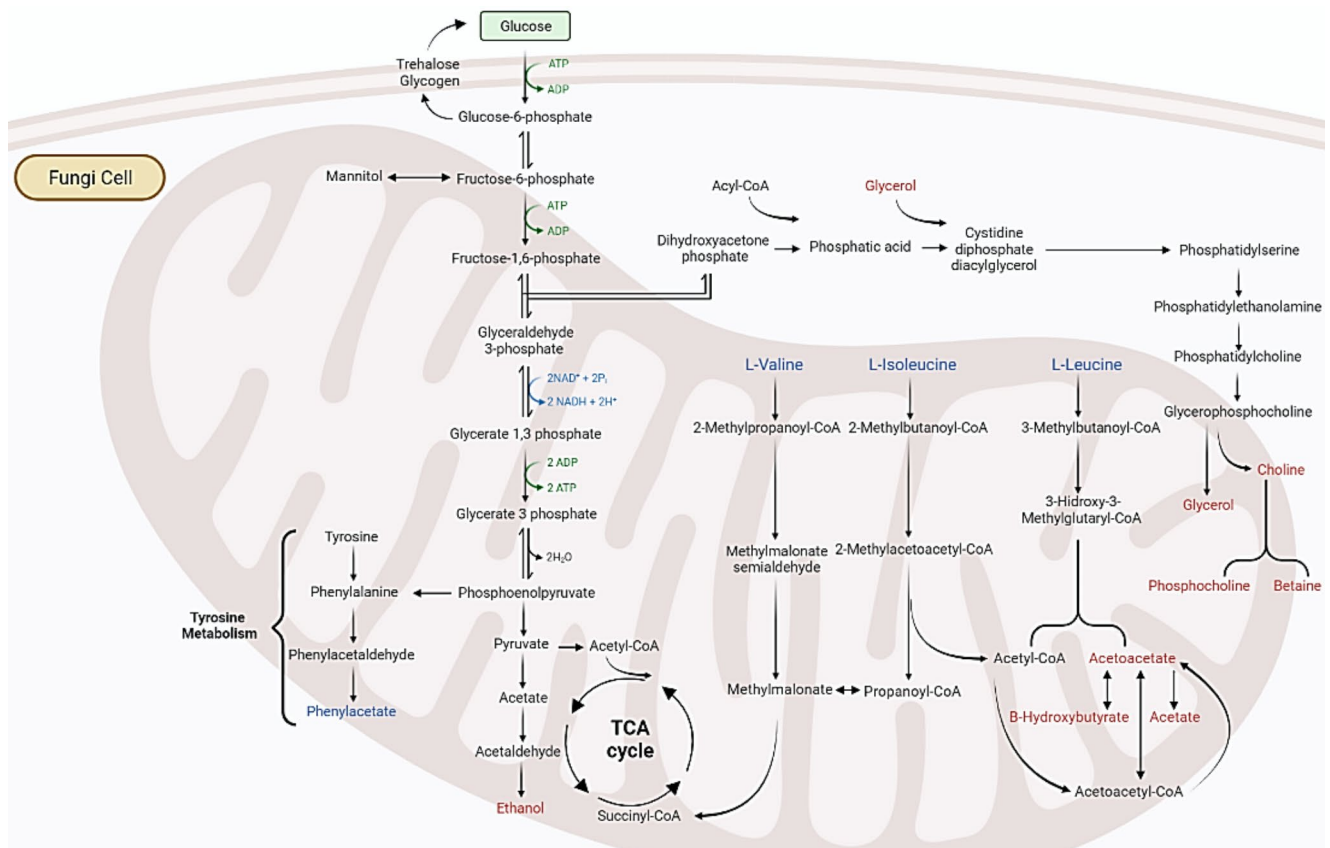 Glucose
Trehalose
Glycogen
ATP
ADP
Glucose-6-phosphate
Fungi Cell
Mannitol
Fructose-6-phosphate
ATP
ADP
Fructose-1,6-phosphate
Acyl-CoA
Glycerol
Dihydroxyacetone
phosphate
Phosphatic acid
Cystidine
diphosphate
diacylglycerol
Phosphatidylserine
Phosphatidylethanolamine
Phosphatidylcholine
Glycerophosphocholine
Choline
Glycerol
Phosphocholine
Betaine
Glyceraldehyde
3-phosphate
2NAD⁺ + 2Pᵢ
2 NADH + 2H⁺
Glycerate 1,3 phosphate
2 ADP
2 ATP
Glycerate 3 phosphate
2H₂O
Phosphoenolpyruvate
Tyrosine
Phenylalanine
Tyrosine
Metabolism
Phenylacetaldehyde
Phenylacetate
Pyruvate
Acetyl-CoA
Acetate
Acetaldehyde
Ethanol
TCA
cycle
Succinyl-CoA
L-Valine
2-Methylpropanoyl-CoA
Methylmalonate
semialdehyde
Methylmalonate
L-Isoleucine
2-Methylbutanoyl-CoA
2-Methylacetoacetyl-CoA
Propanoyl-CoA
L-Leucine
3-Methylbutanoyl-CoA
3-Hidroxy-3-
Methylglutaryl-CoA
Acetyl-CoA
Acetoacetate
B-Hydroxybutyrate
Acetate
Acetoacetyl-CoA